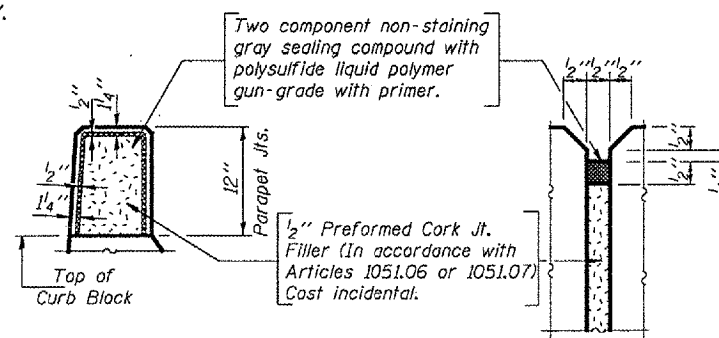 Two component non-staining
gray sealing compound with
polysulfide liquid polymer
gun-grade with primer.
1/2"
1 1/4"
1/2"
1 1/4"
12"
Parapet Jts.
Top of
Curb Block
1/2" Preformed Cork Jt.
Filler (In accordance with
Articles 1051.06 or 1051.07)
Cost incidental.
1/2" 1/2" 1/2"
1/2"
1/2"